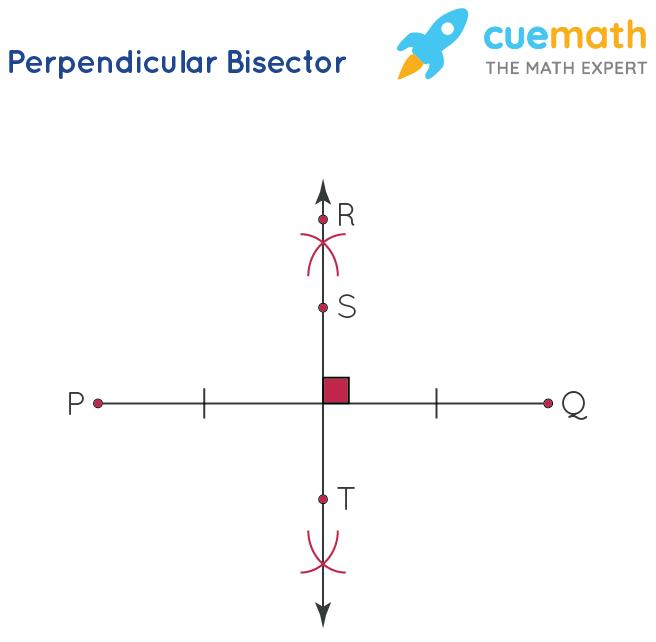 Perpendicular Bisector
cuemath
THE MATH EXPERT
R
S
P
Q
T